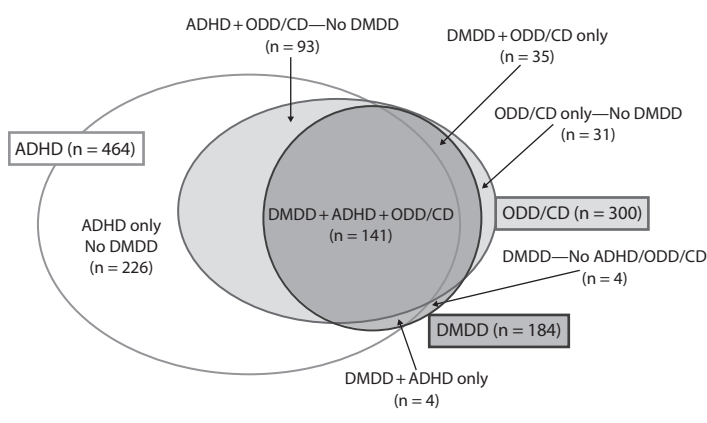 ADHD + ODD/CD—No DMDD
(n = 93)
DMDD + ODD/CD only
(n = 35)
ODD/CD only—No DMDD
(n = 31)
ADHD (n = 464)
ADHD only
No DMDD
(n = 226)
DMDD + ADHD + ODD/CD
(n = 141)
ODD/CD (n = 300)
DMDD—No ADHD/ODD/CD
(n = 4)
DMDD (n = 184)
DMDD + ADHD only
(n = 4)